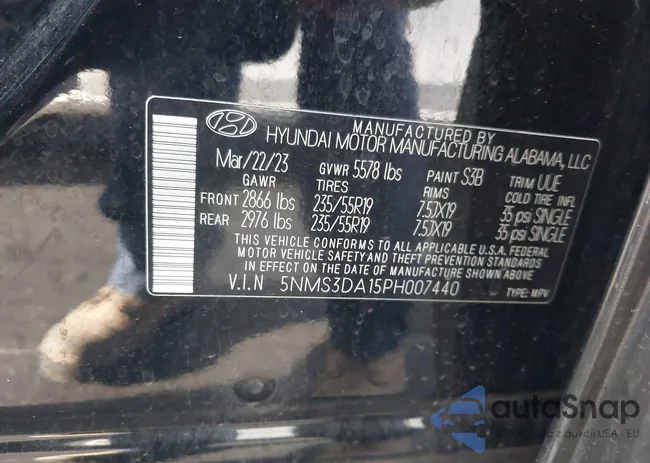 MANUFACTURED BY
HYUNDAI MOTOR MANUFACTURING ALABAMA, LLC
Mar/22/23 GVWR 5578 lbs PAINT S3B TRIM UUE
GAWR TIRES RIMS COLD TIRE INFL
FRONT 2866 lbs 235/55R19 7.5JX19 35 psi SINGLE
REAR 2976 lbs 235/55R19 7.5JX19 35 psi SINGLE
THIS VEHICLE CONFORMS TO ALL APPLICABLE U.S.A. FEDERAL
MOTOR VEHICLE SAFETY AND THEFT PREVENTION STANDARDS
IN EFFECT ON THE DATE OF MANUFACTURE SHOWN ABOVE.
V.I.N 5NMS3DA15PH007440 TYPE: MPV
autoSnap
z aukcji USA i EU